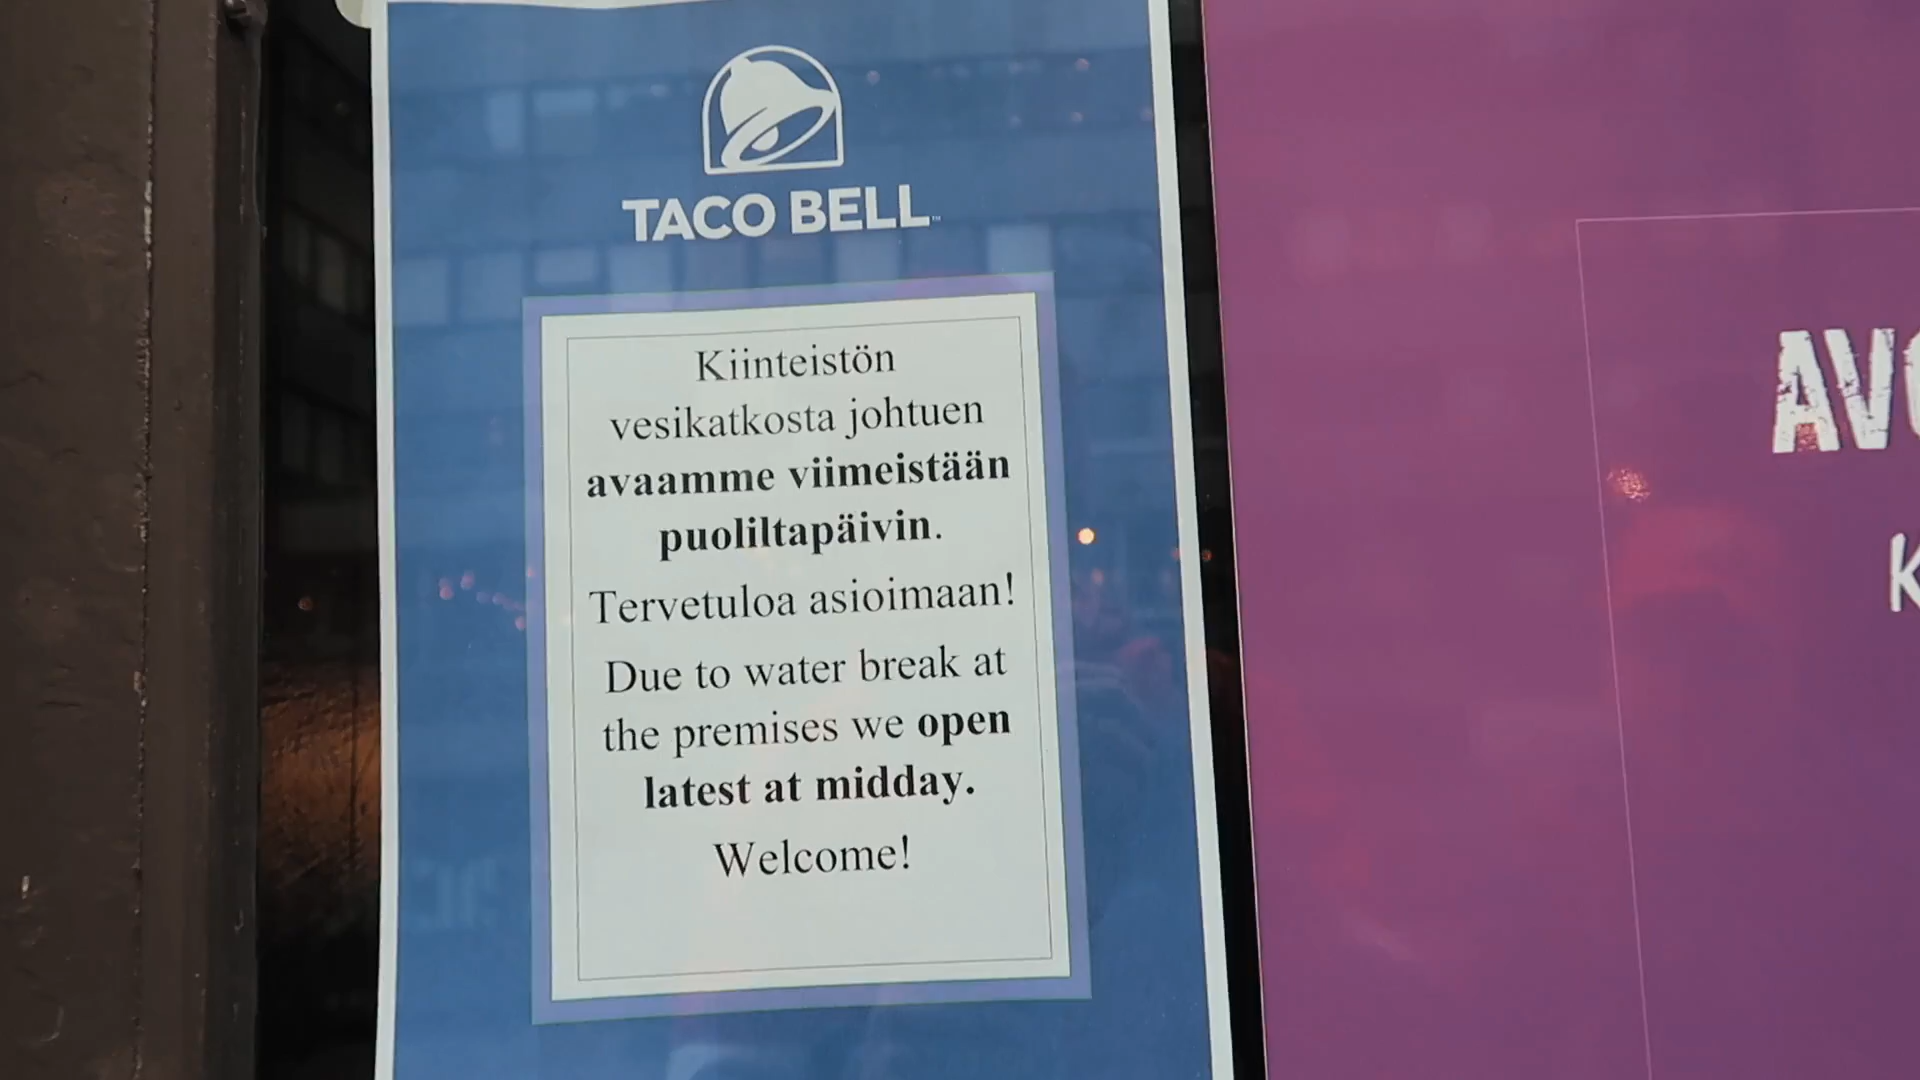 TACO BELL
Kiinteistön
vesikatkosta johtuen
avaamme viimeistään
puoliltapäivin.
Tervetuloa asioimaan!
Due to water break at
the premises we open
latest at midday.
Welcome!